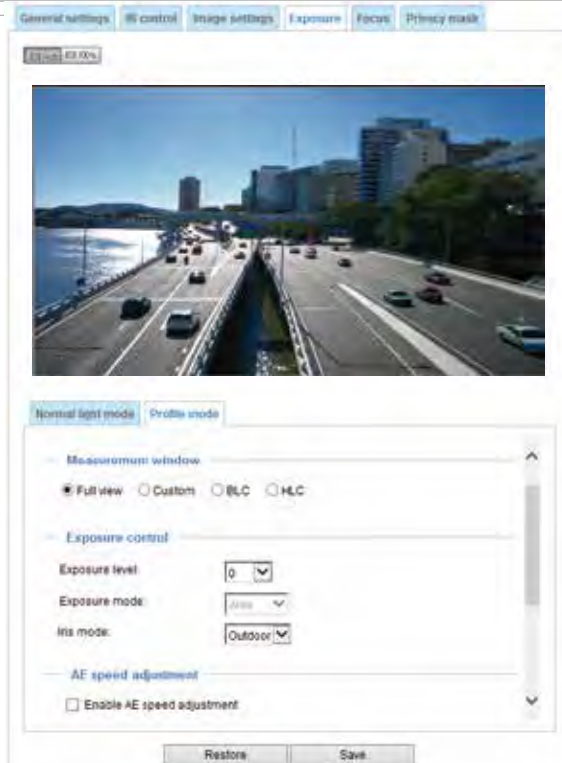 General settings IR control Image settings Exposure Focus Privacy mask
Normal light mode Profile mode
Measurement window
Full view Custom BLC HLC
Exposure control
Exposure level:
0
Exposure mode:
Iris mode:
Outdoor
AE speed adjustment
Enable AE speed adjustment
Restore Save